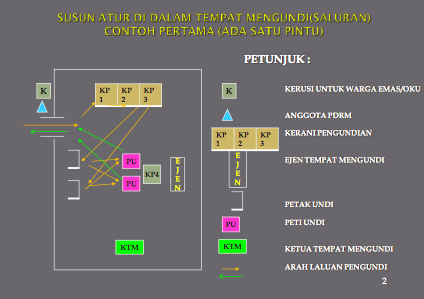 SUSUN ATUR DI DALAM TEMPAT MENGUNDI(SALURAN)
CONTOH PERTAMA (ADA SATU PINTU)
PETUNJUK :
K
KP 1
KP 2
KP 3
PU
PU
KP4
EJEN
KTM
K
KERUSI UNTUK WARGA EMAS/OKU
ANGGOTA PDRM
KP 1
KP 2
KP 3
KERANI PENGUNDIAN
EJEN
EJEN TEMPAT MENGUNDI
PETAK UNDI
PU
PETI UNDI
KTM
KETUA TEMPAT MENGUNDI
ARAH LALUAN PENGUNDI
2